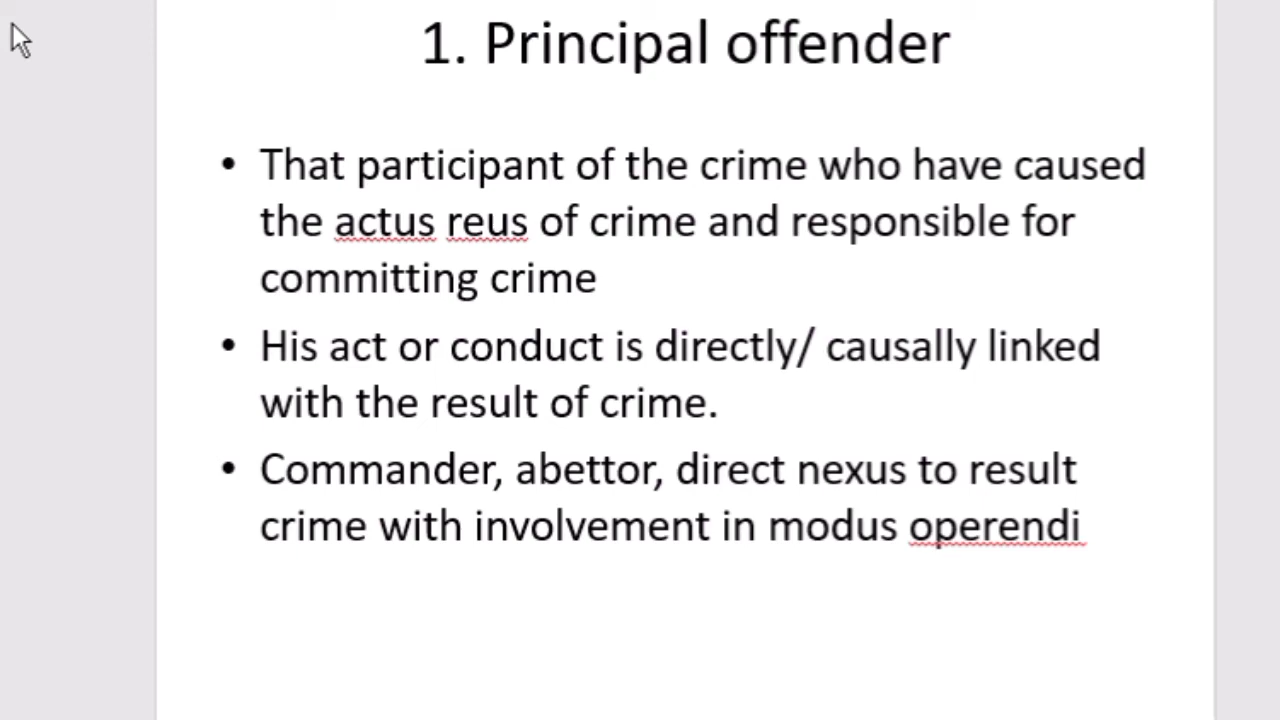 1. Principal offender
• That participant of the crime who have caused
the actus reus of crime and responsible for
committing crime
• His act or conduct is directly/ causally linked
with the result of crime.
• Commander, abettor, direct nexus to result
crime with involvement in modus operendi